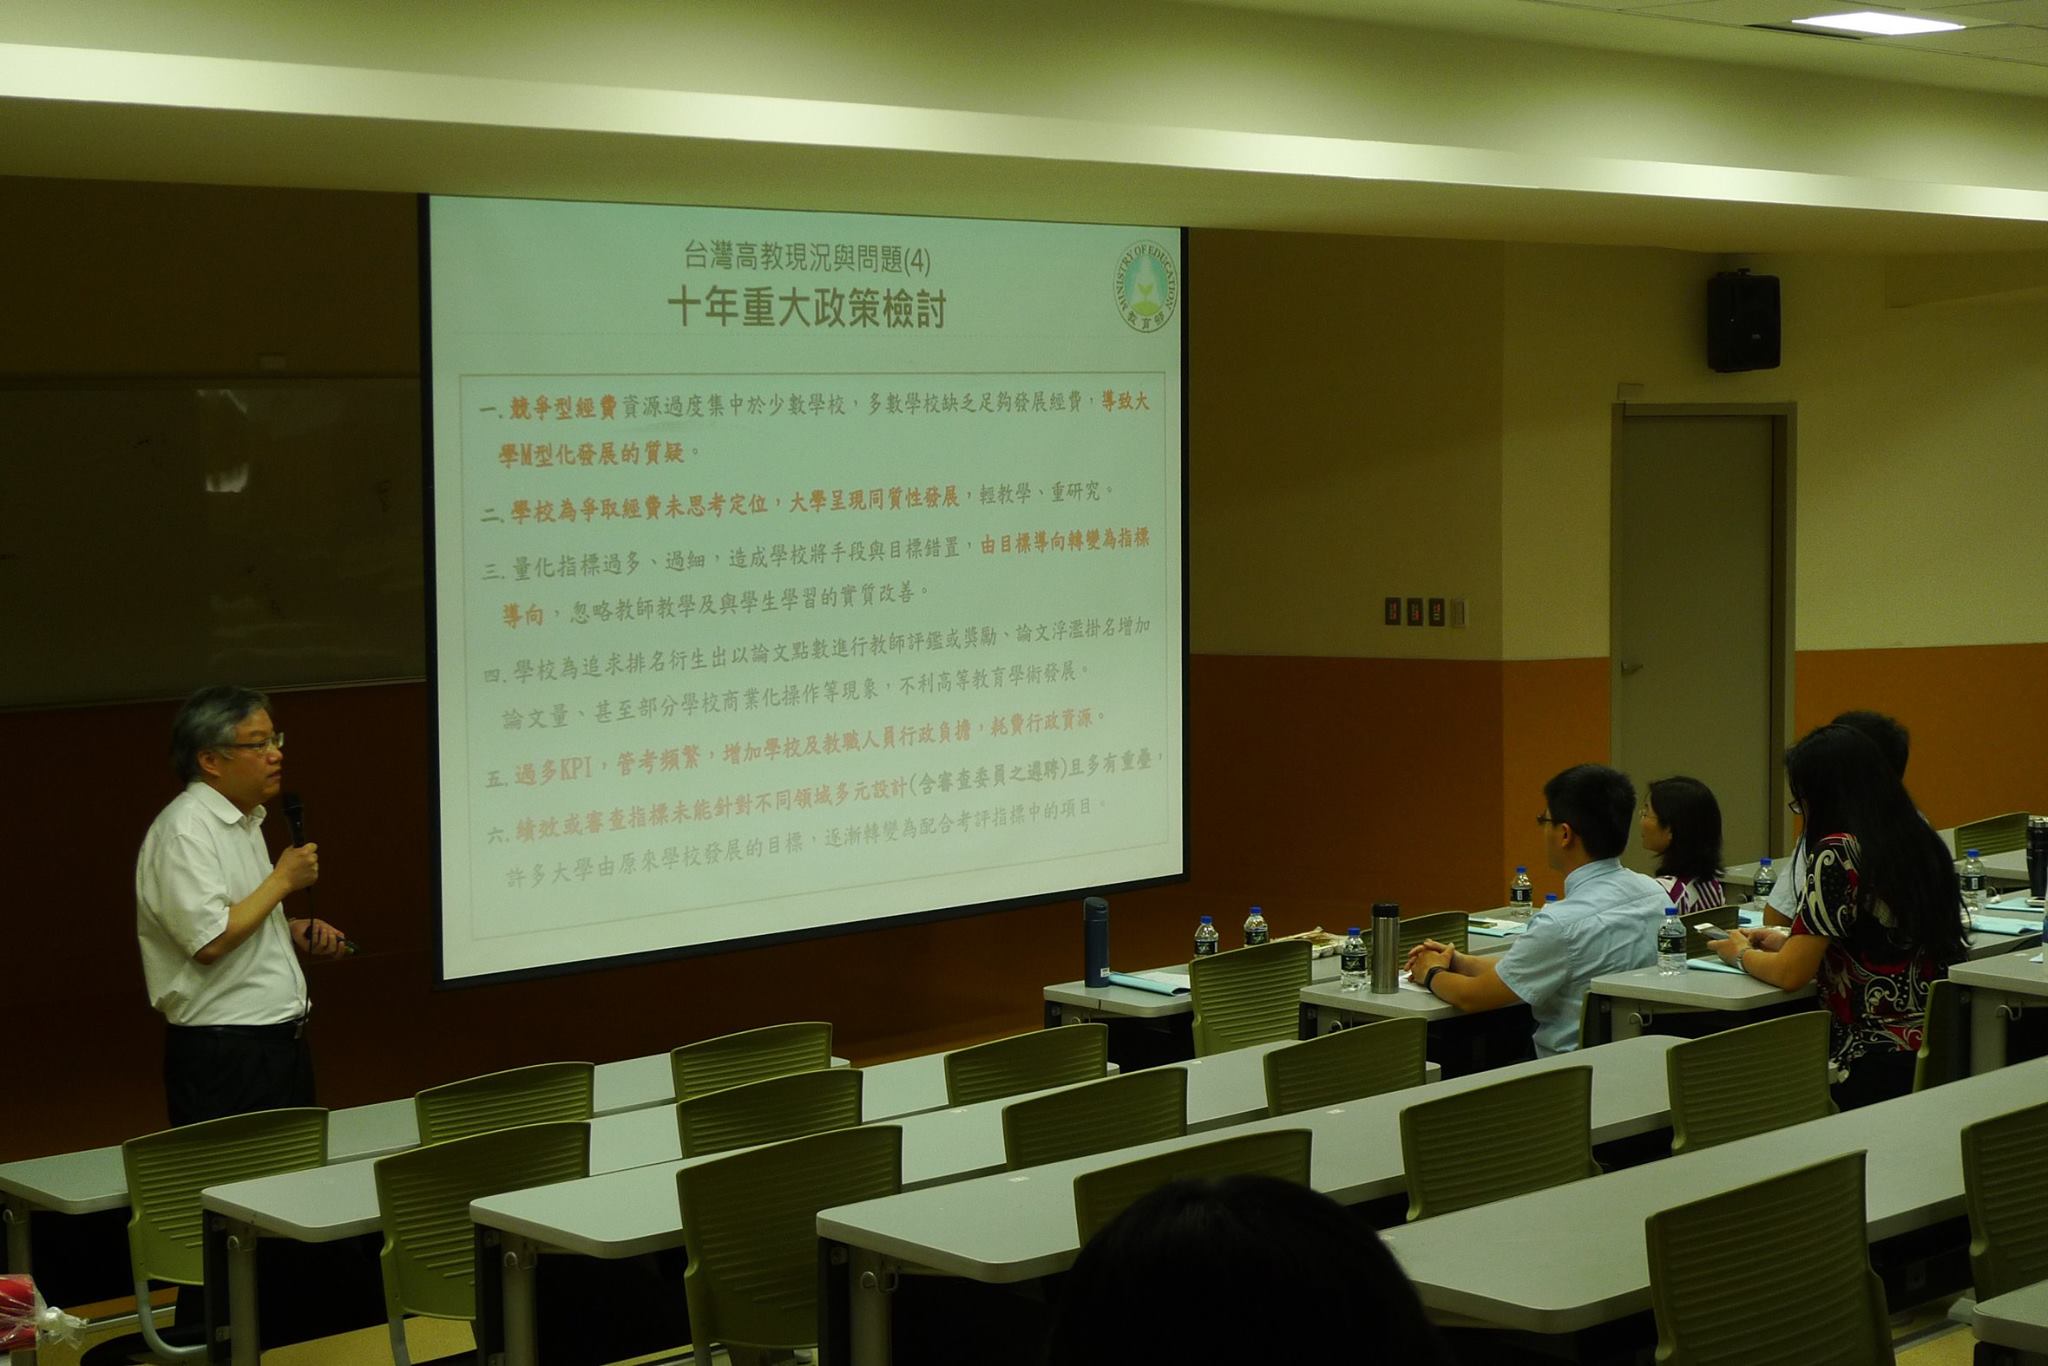 台灣高教現況與問題(4)
十年重大政策檢討
MINISTRY OF EDUCATION
教育部
一. 競爭型經費資源過度集中於少數學校，多數學校缺乏足夠發展經費，導致大
學M型化發展的質疑。
二. 學校為爭取經費未思考定位，大學呈現同質性發展，輕教學、重研究。
三. 量化指標過多、過細，造成學校將手段與目標錯置，由目標導向轉變為指標
導向，忽略教師教學及與學生學習的實質改善。
四. 學校為追求排名衍生出以論文點數進行教師評鑑或獎勵、論文浮濫掛名增加
論文量、甚至部分學校商業化操作等現象，不利高等教育學術發展。
五. 過多KPI，管考頻繁，增加學校及教職人員行政負擔，耗費行政資源。
六. 績效或審查指標未能針對不同領域多元設計(含審查委員之遴聘)且多有重疊，
許多大學由原來學校發展的目標，逐漸轉變為配合考評指標中的項目。